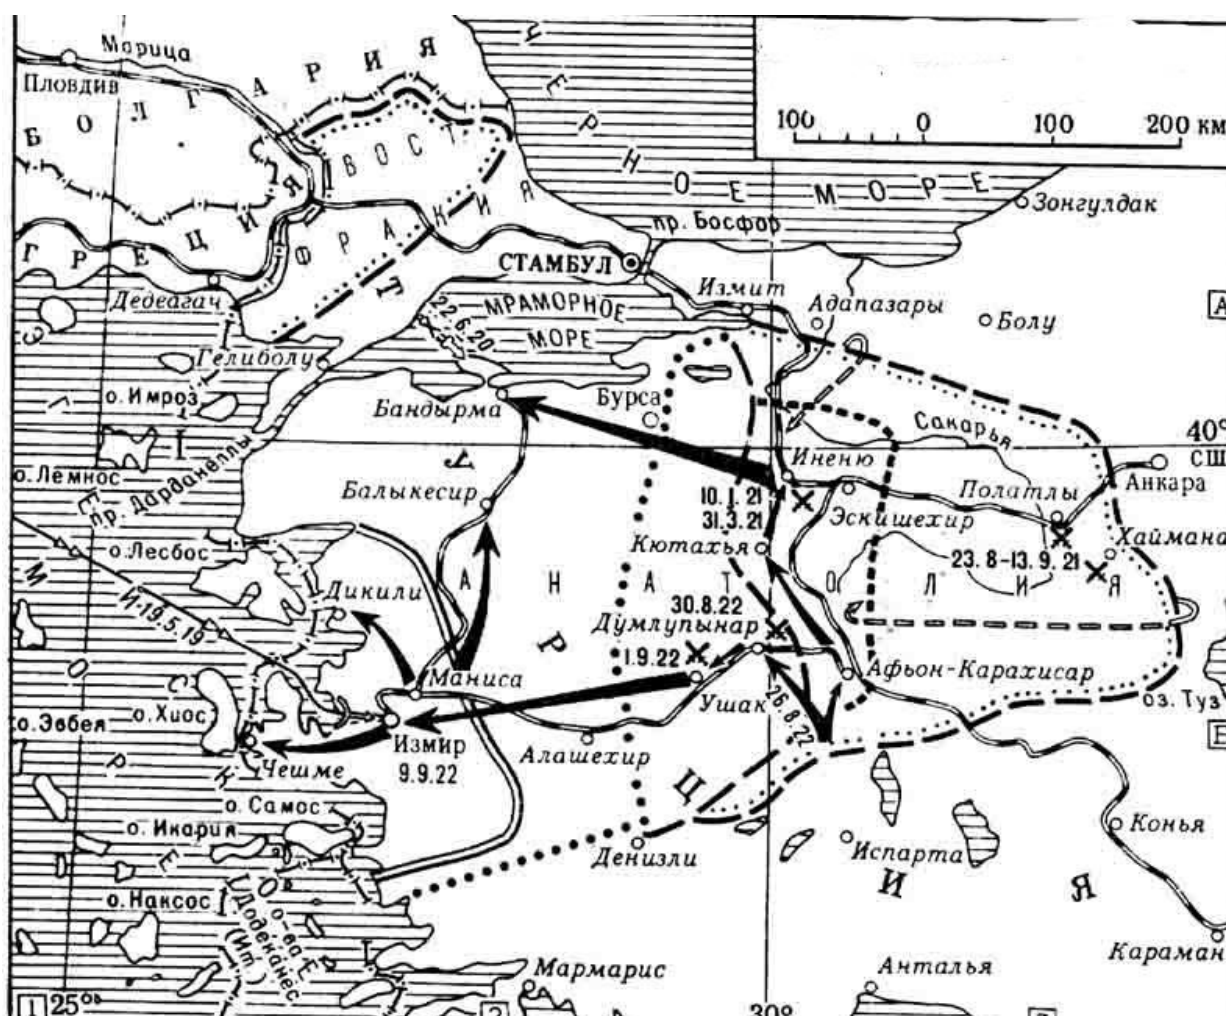 Марица
Пловдив
БОЛГАРИЯ
ЧЕРНОЕ МОРЕ
100 0 100 200 км
ВОСТ.
ФРАКИЯ
ГРЕЦИЯ
Зонгулдак
пр. Босфор
СТАМБУЛ
Дедеагач
МРАМОРНОЕ
МОРЕ
Измит
Адапазары
Болу
А
22.6.20
Гелиболу
о. Имроз
Бандырма
Бурса
Сакарья
40°
СШ
о. Лемнос
пр. Дарданеллы
Балыкесир
Иненю
10.1.21
31.3.21
Эскишехир
Полатлы
Анкара
Хаймана
23.8–13.9.21
Кютахья
о. Лесбос
И-19.5.19
Дикили
АНАТОЛИЯ
30.8.22
Думлупынар
1.9.22
Маниса
Ушак
26.8.22
Афьон-Карахисар
оз. Туз
о. Эвбея
о. Хиос
Измир
9.9.22
Чешме
Алашехир
Е
о. Самос
о. Икария
Денизли
Испарта
Конья
ТУРЦИЯ
ЭГЕЙСКОЕ
МОРЕ
о. Наксос
о-ва
Додеканес
(Ит.)
Мармарис
Анталья
Караман
1
25°
2
30°